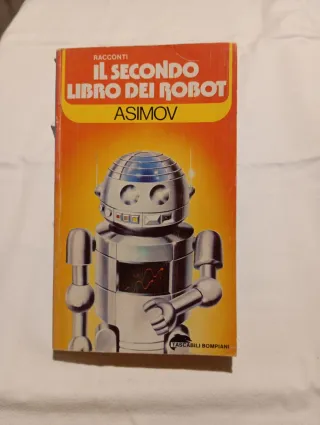 RACCONTI
IL SECONDO
LIBRO DEI ROBOT
ASIMOV
TASCABILI BOMPIANI